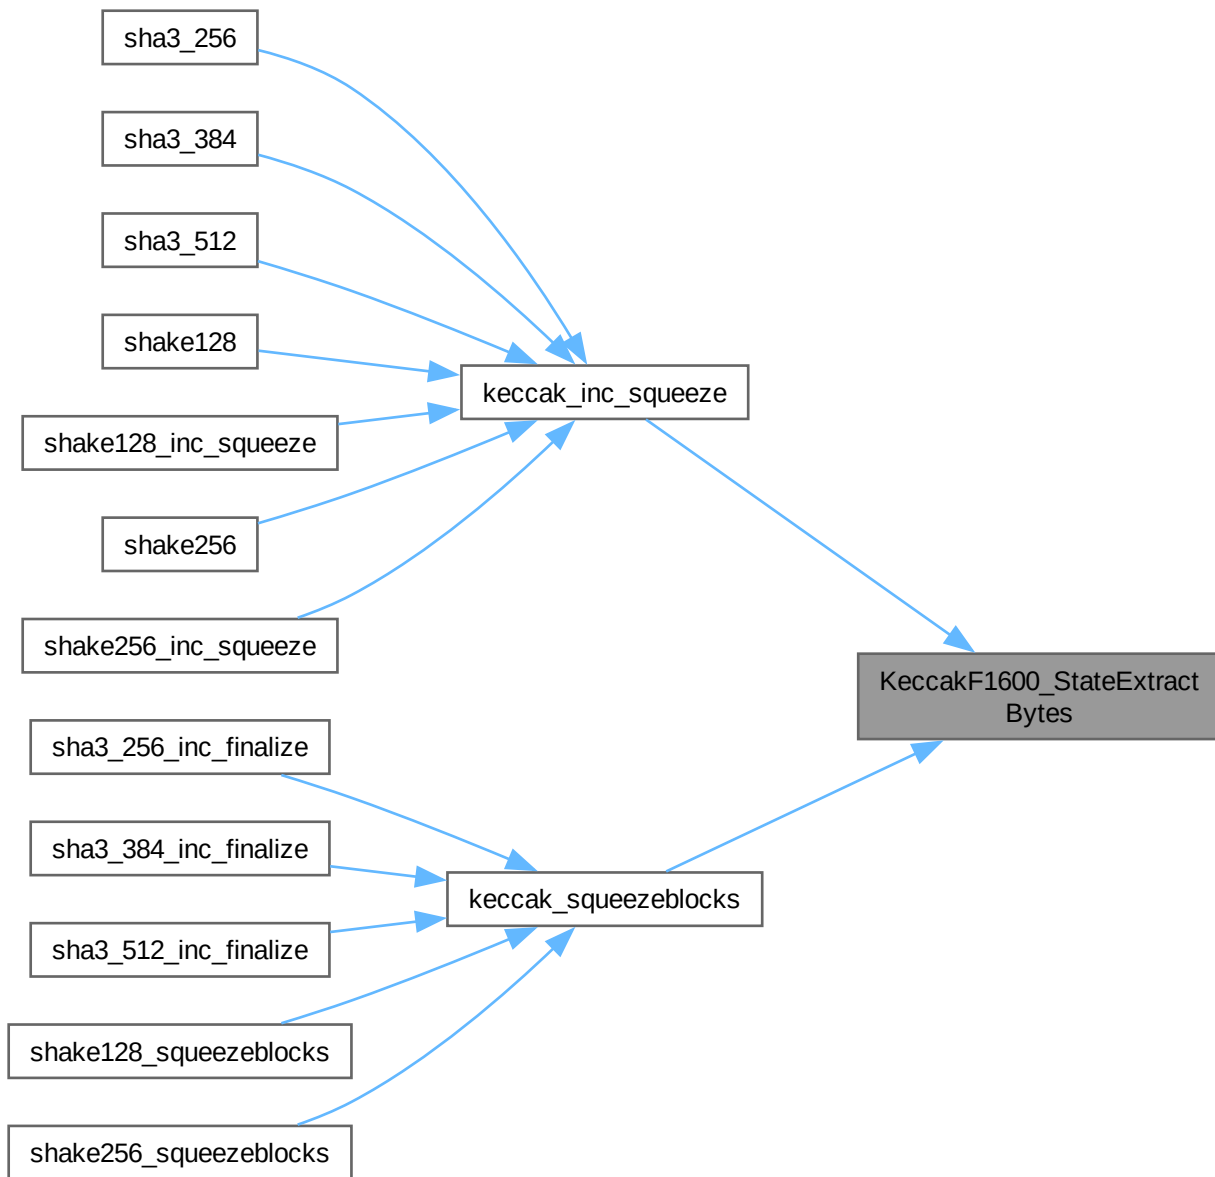 sha3_256
sha3_384
sha3_512
shake128
keccak_inc_squeeze
shake128_inc_squeeze
shake256
shake256_inc_squeeze
KeccakF1600_StateExtract
Bytes
sha3_256_inc_finalize
sha3_384_inc_finalize
keccak_squeezeblocks
sha3_512_inc_finalize
shake128_squeezeblocks
shake256_squeezeblocks